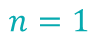 n = 1